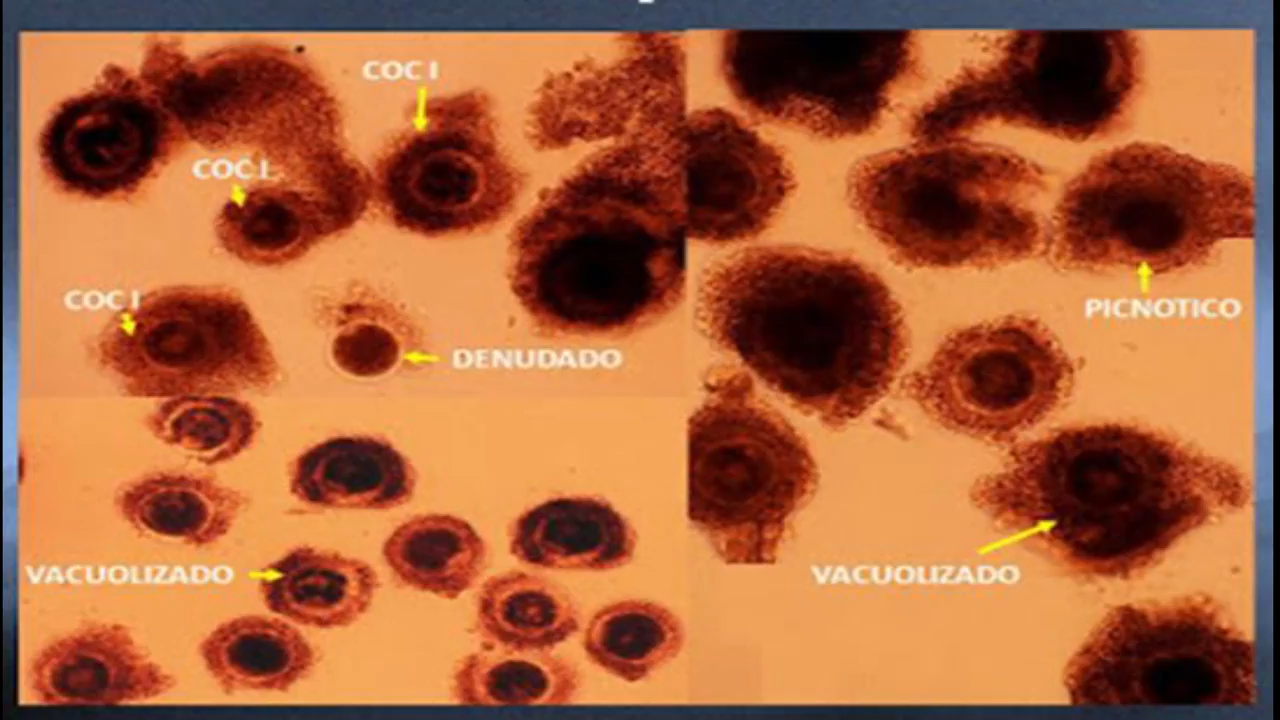 COC I
COC I
COC I
DENUDADO
VACUOLIZADO
PICNOTICO
VACUOLIZADO